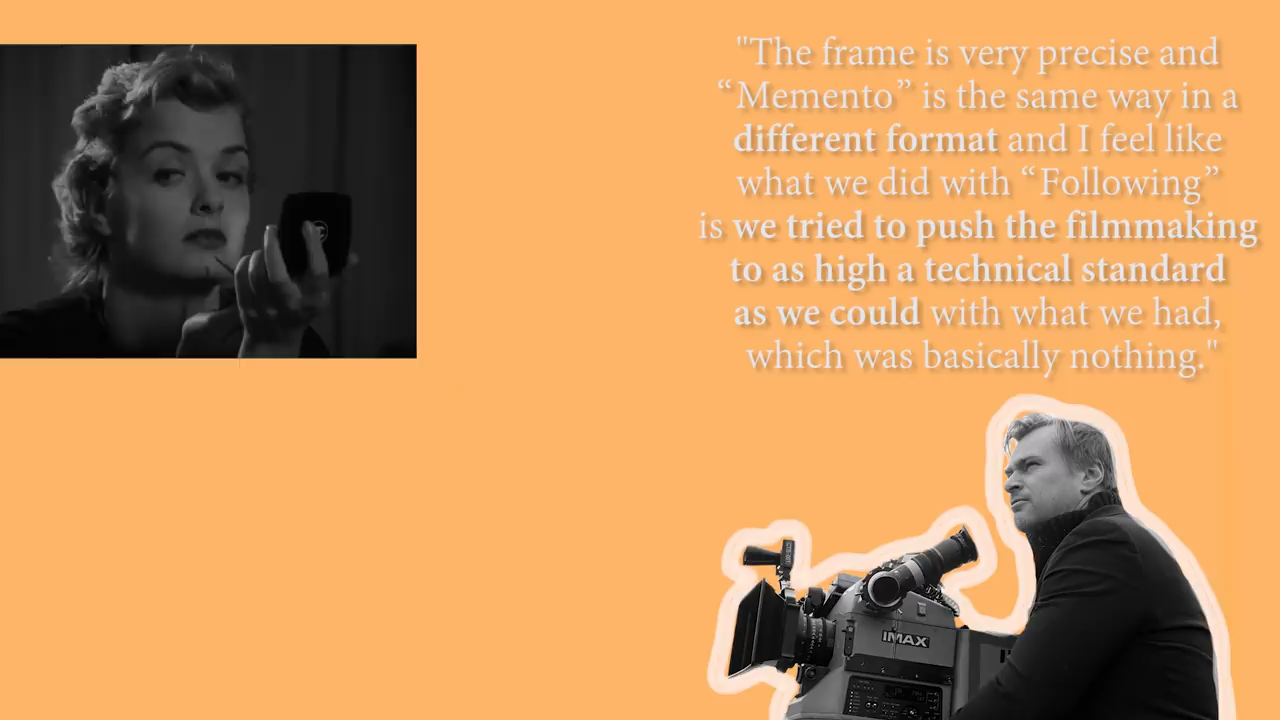 "The frame is very precise and
“Memento” is the same way in a
different format and I feel like
what we did with “Following”
is we tried to push the filmmaking
to as high a technical standard
as we could with what we had,
which was basically nothing."
IMAX